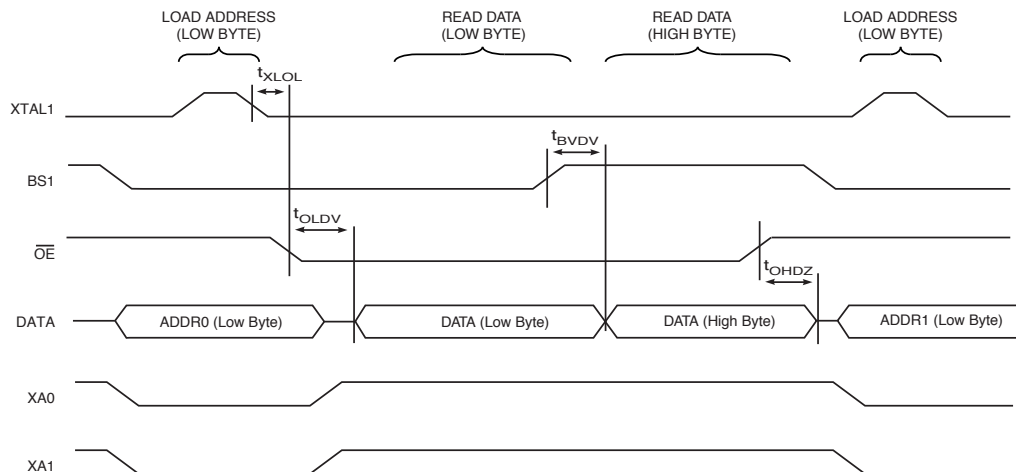 LOAD ADDRESS
(LOW BYTE)
READ DATA
(LOW BYTE)
READ DATA
(HIGH BYTE)
LOAD ADDRESS
(LOW BYTE)
tXLOL
XTAL1
tBVDV
BS1
tOLDV
OE
tOHDZ
DATA
ADDR0 (Low Byte)
DATA (Low Byte)
DATA (High Byte)
ADDR1 (Low Byte)
XA0
XA1